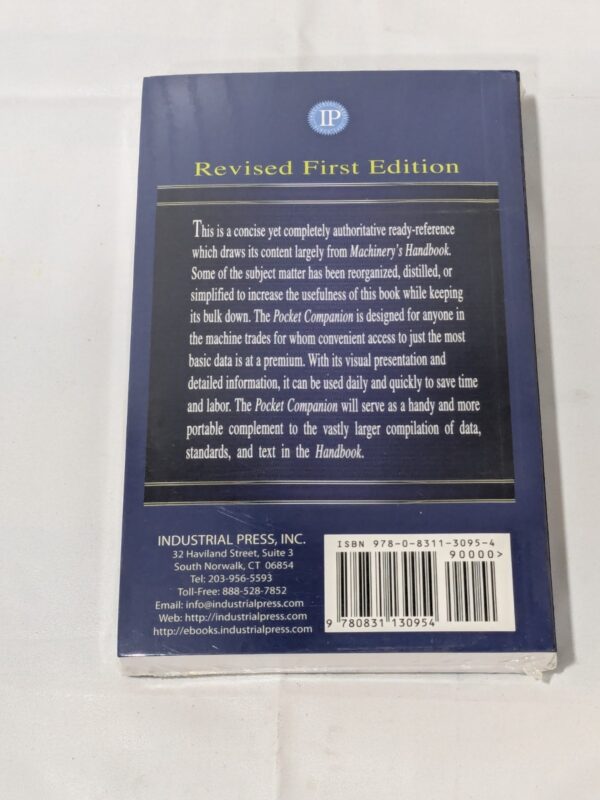 IP
Revised First Edition
This is a concise yet completely authoritative ready-reference
which draws its content largely from Machinery's Handbook.
Some of the subject matter has been reorganized, distilled, or
simplified to increase the usefulness of this book while keeping
its bulk down. The Pocket Companion is designed for anyone in
the machine trades for whom convenient access to just the most
basic data is at a premium. With its visual presentation and
detailed information, it can be used daily and quickly to save time
and labor. The Pocket Companion will serve as a handy and more
portable complement to the vastly larger compilation of data,
standards, and text in the Handbook.
INDUSTRIAL PRESS, INC.
32 Haviland Street, Suite 3
South Norwalk, CT 06854
Tel: 203-956-5593
Toll-Free: 888-528-7852
Email: info@industrialpress.com
Web: http://industrialpress.com
http://ebooks.industrialpress.com
ISBN 978-0-8311-3095-4
90000>
9 780831 130954